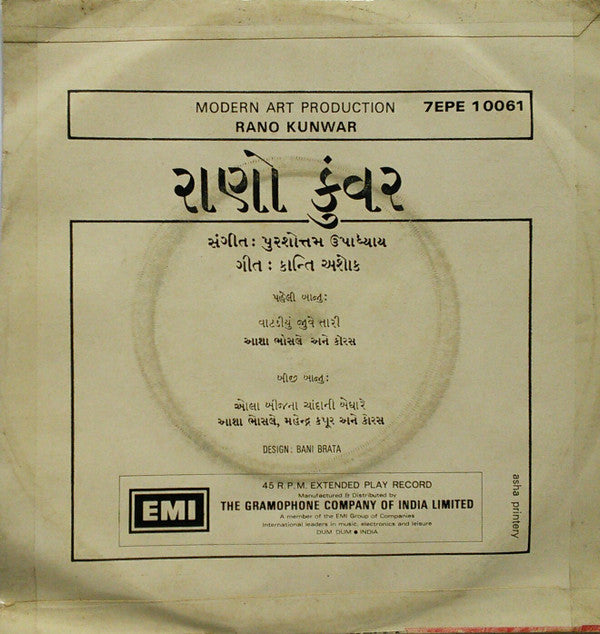 MODERN ART PRODUCTION 7EPE 10061
RANO KUNWAR
રાણો કુંવર
સંગીત: પુરશોત્તમ ઉપાધ્યાય
ગીત: કાન્તિ અશોક
પહેલી બાજુ:
વાટડીયું જીવે તારી
આશા ભોસલે અને કોરસ
બીજી બાજુ:
ઓલા બીજના ચાંદાની એધારે
આશા ભોસલે, મહેન્દ્ર કપૂર અને કોરસ
DESIGN: BANI BRATA
EMI
45 R.P.M. EXTENDED PLAY RECORD
Manufactured & Distributed by
THE GRAMOPHONE COMPANY OF INDIA LIMITED
A member of the EMI Group of Companies
International leaders in music, electronics and leisure
DUM DUM ● INDIA
asha printery